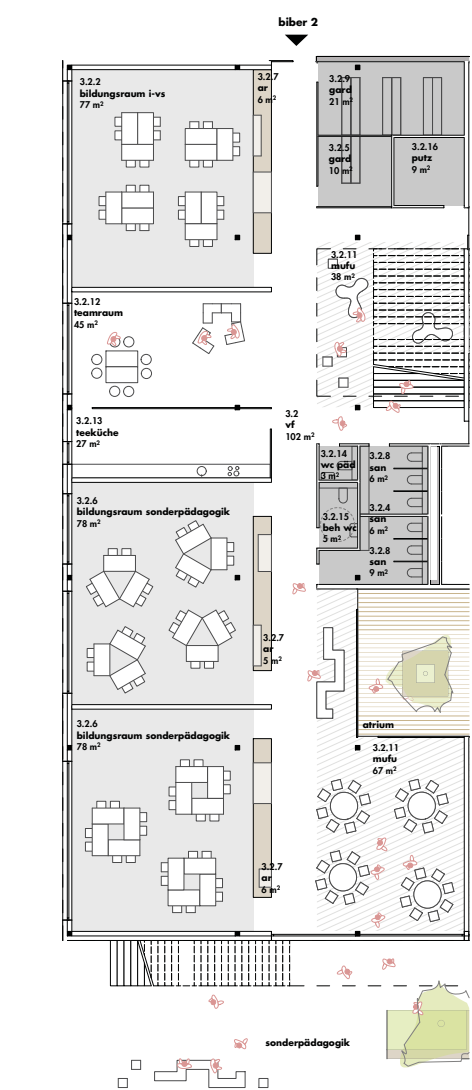 biber 2
3.2.2
bildungsraum i-vs
77 m²
3.2.7
ar
6 m²
3.2.9
gard
21 m²
3.2.5
gard
10 m²
3.2.16
putz
9 m²
3.2.11
mufu
38 m²
3.2.12
teamraum
45 m²
3.2.13
teeküche
27 m²
3.2
vf
102 m²
3.2.14
wc päd
3 m²
3.2.8
san
6 m²
3.2.4
san
6 m²
3.2.15
beh wc
5 m²
3.2.8
san
9 m²
3.2.6
bildungsraum sonderpädagogik
78 m²
3.2.7
ar
5 m²
3.2.6
bildungsraum sonderpädagogik
78 m²
atrium
3.2.11
mufu
67 m²
3.2.7
ar
6 m²
sonderpädagogik